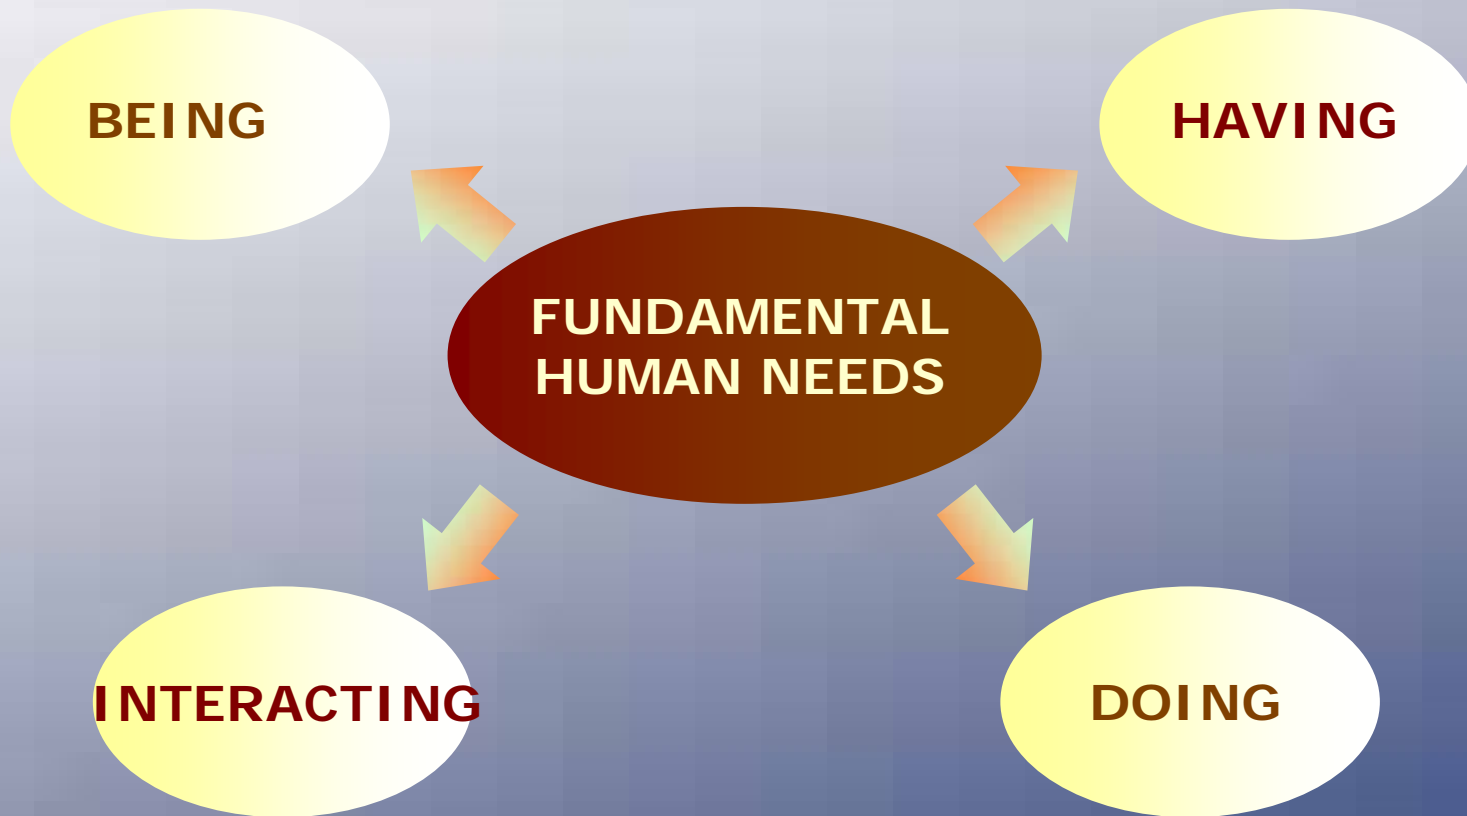 BEING
HAVING
FUNDAMENTAL
HUMAN NEEDS
INTERACTING
DOING